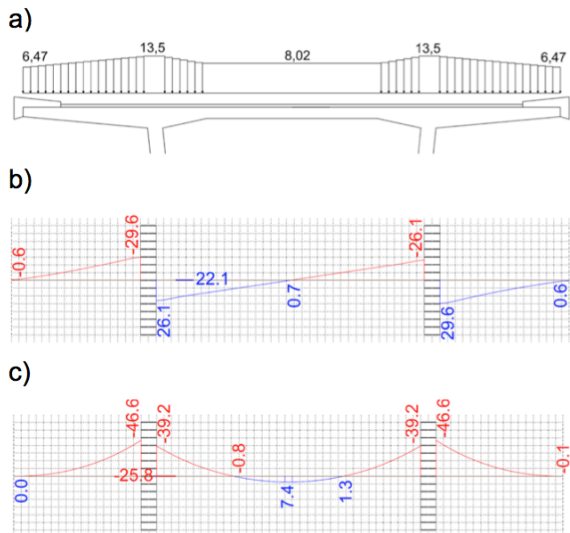 a)
6,47 13,5 8,02 13,5 6,47
b)
-0.6 -29.6 26.1 -22.1 0.7 -26.1 29.6 0.6
c)
0.0 -46.6 -39.2 -25.8 -0.8 7.4 1.3 -39.2 -46.6 -0.1